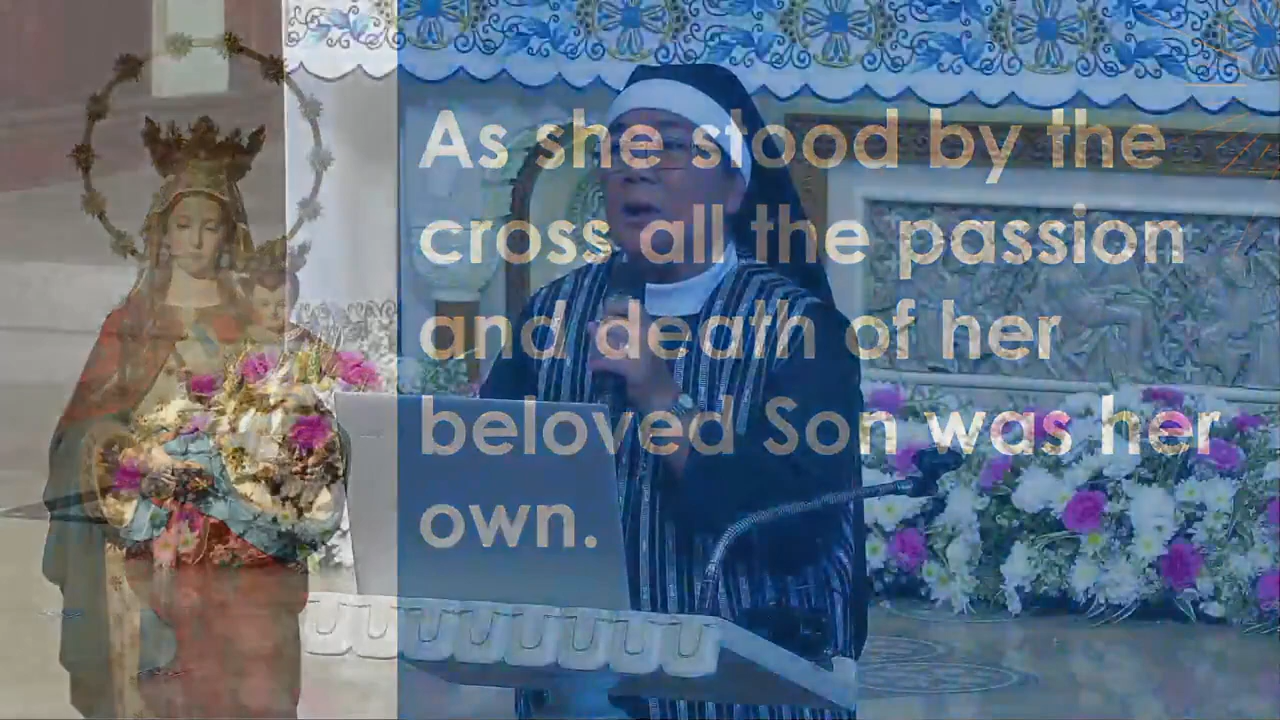 As she stood by the
cross all the passion
and death of her
beloved Son was her
own.